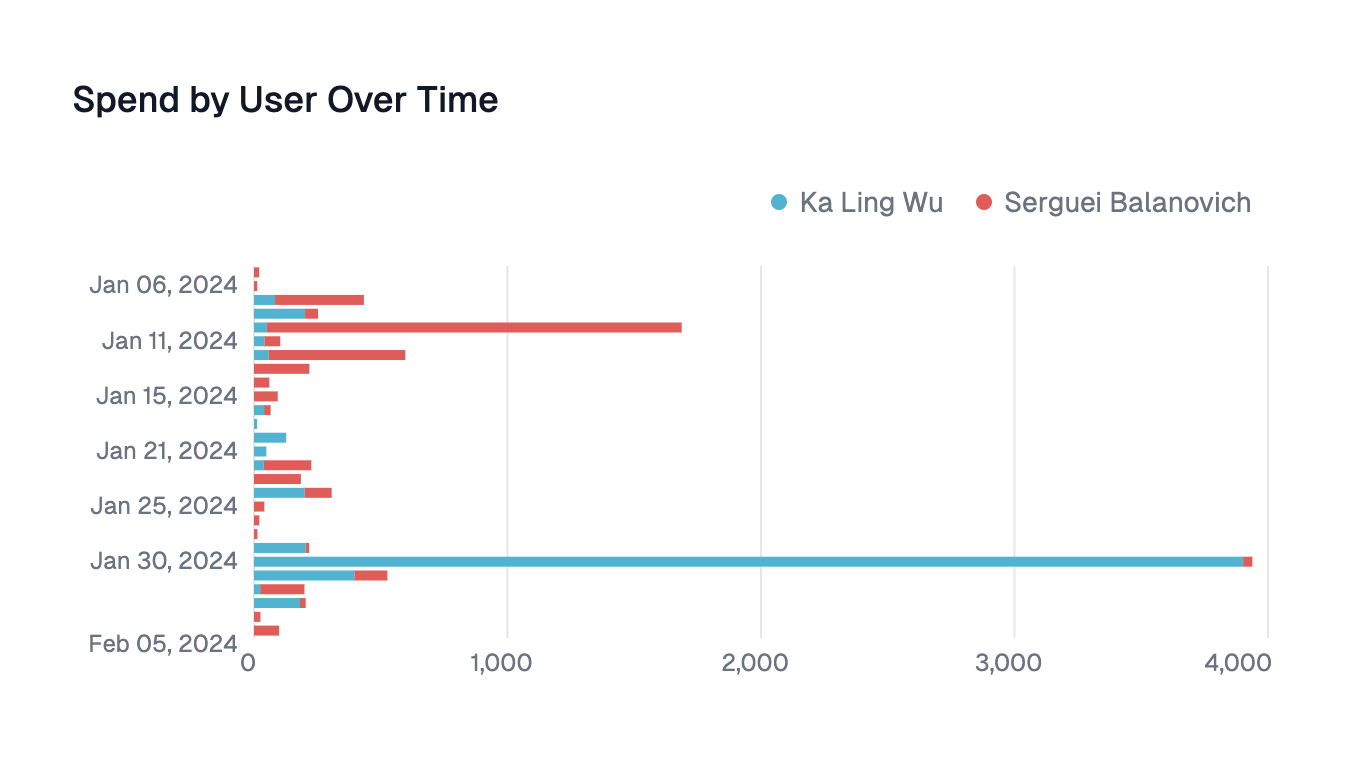 Spend by User Over Time
Ka Ling Wu
Serguei Balanovich
Jan 06, 2024
Jan 11, 2024
Jan 15, 2024
Jan 21, 2024
Jan 25, 2024
Jan 30, 2024
Feb 05, 2024
0
1,000
2,000
3,000
4,000